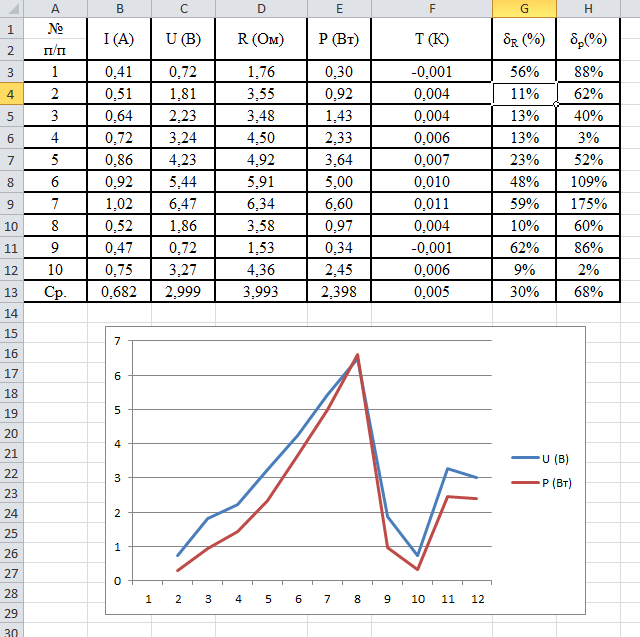 A B C D E F G H
1 № I (А) U (В) R (Ом) P (Вт) T (К) δR (%) δp(%)
2 п/п
3 1 0,41 0,72 1,76 0,30 -0,001 56% 88%
4 2 0,51 1,81 3,55 0,92 0,004 11% 62%
5 3 0,64 2,23 3,48 1,43 0,004 13% 40%
6 4 0,72 3,24 4,50 2,33 0,006 13% 3%
7 5 0,86 4,23 4,92 3,64 0,007 23% 52%
8 6 0,92 5,44 5,91 5,00 0,010 48% 109%
9 7 1,02 6,47 6,34 6,60 0,011 59% 175%
10 8 0,52 1,86 3,58 0,97 0,004 10% 60%
11 9 0,47 0,72 1,53 0,34 -0,001 62% 86%
12 10 0,75 3,27 4,36 2,45 0,006 9% 2%
13 Ср. 0,682 2,999 3,993 2,398 0,005 30% 68%
14
15 7
16
17 6
18
19 5
20 4
21
22 3
23
24 2
25
26 1
27 0
28 1 2 3 4 5 6 7 8 9 10 11 12
29
30
U (В)
P (Вт)